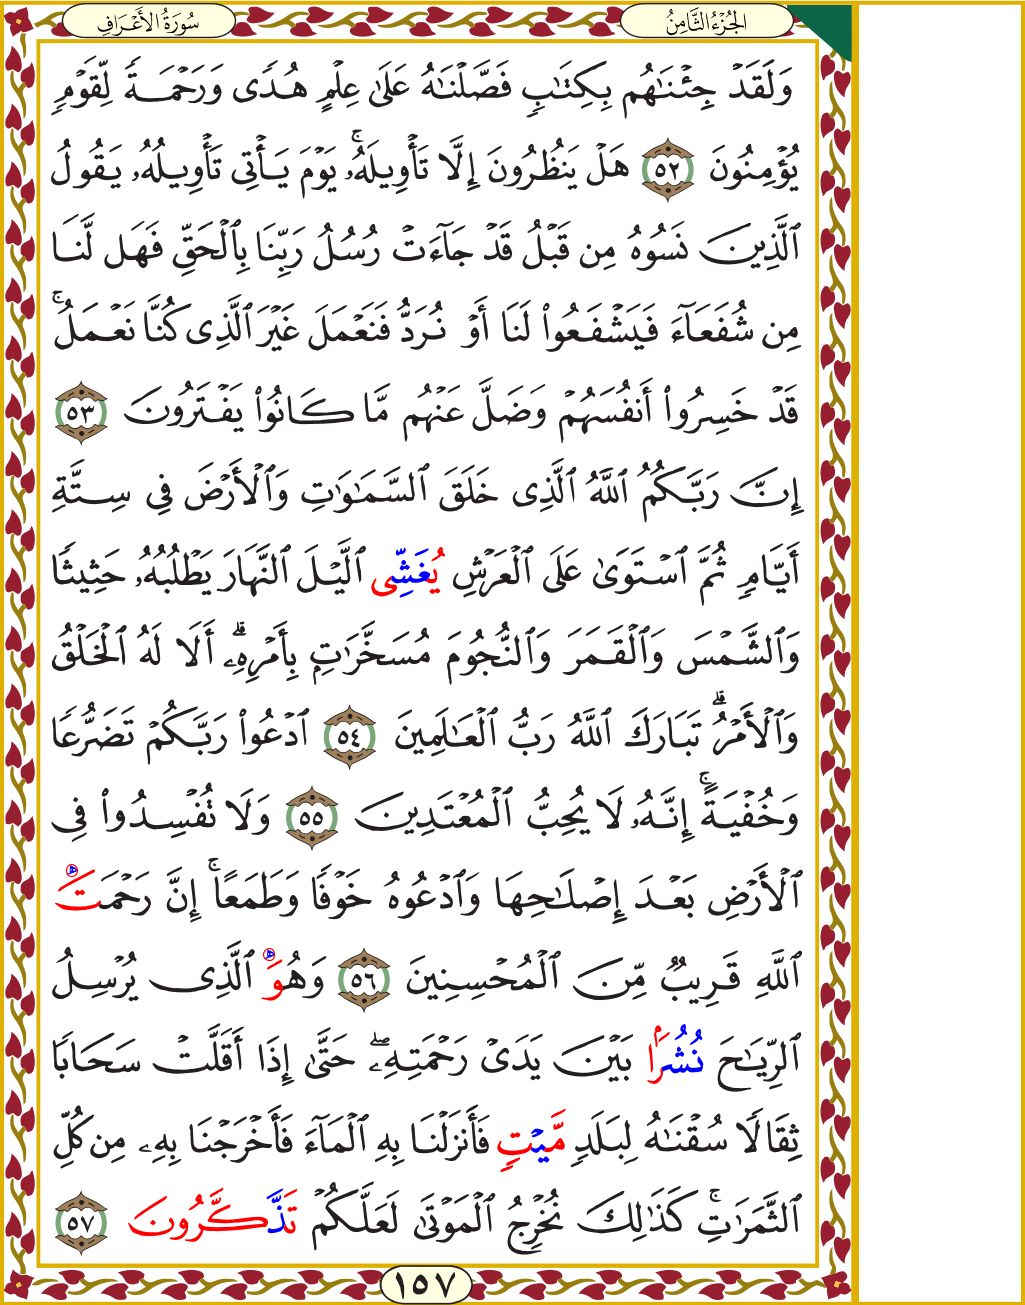 سُورَةُ الأَعْرَافِ
الجُزْءُ الثَّامِنُ
وَلَقَدْ جِئْنَٰهُم بِكِتَٰبٍ فَصَّلْنَٰهُ عَلَىٰ عِلْمٍ هُدًى وَرَحْمَةً لِّقَوْمٍ
يُؤْمِنُونَ ٥٢ هَلْ يَنظُرُونَ إِلَّا تَأْوِيلَهُۥۚ يَوْمَ يَأْتِى تَأْوِيلُهُۥ يَقُولُ
ٱلَّذِينَ نَسُوهُ مِن قَبْلُ قَدْ جَآءَتْ رُسُلُ رَبِّنَا بِٱلْحَقِّ فَهَل لَّنَا
مِن شُفَعَآءَ فَيَشْفَعُوا۟ لَنَا أَوْ نُرَدُّ فَنَعْمَلَ غَيْرَ ٱلَّذِى كُنَّا نَعْمَلُۚ
قَدْ خَسِرُوٓا۟ أَنفُسَهُمْ وَضَلَّ عَنْهُم مَّا كَانُوا۟ يَفْتَرُونَ ٥٣
إِنَّ رَبَّكُمُ ٱللَّهُ ٱلَّذِى خَلَقَ ٱلسَّمَٰوَٰتِ وَٱلْأَرْضَ فِى سِتَّةِ
أَيَّامٍ ثُمَّ ٱسْتَوَىٰ عَلَى ٱلْعَرْشِ يُغَشِّى ٱلَّيْلَ ٱلنَّهَارَ يَطْلُبُهُۥ حَثِيثًا
وَٱلشَّمْسَ وَٱلْقَمَرَ وَٱلنُّجُومَ مُسَخَّرَٰتٍۭ بِأَمْرِهِۦٓۗ أَلَا لَهُ ٱلْخَلْقُ
وَٱلْأَمْرُۗ تَبَارَكَ ٱللَّهُ رَبُّ ٱلْعَٰلَمِينَ ٥٤ ٱدْعُوا۟ رَبَّكُمْ تَضَرُّعًا
وَخُفْيَةًۚ إِنَّهُۥ لَا يُحِبُّ ٱلْمُعْتَدِينَ ٥٥ وَلَا تُفْسِدُوا۟ فِى
ٱلْأَرْضِ بَعْدَ إِصْلَٰحِهَا وَٱدْعُوهُ خَوْفًا وَطَمَعًاۚ إِنَّ رَحْمَتَ
ٱللَّهِ قَرِيبٌ مِّنَ ٱلْمُحْسِنِينَ ٥٦ وَهُوَ ٱلَّذِى يُرْسِلُ
ٱلرِّيَٰحَ نُشُرًۢا بَيْنَ يَدَىْ رَحْمَتِهِۦۖ حَتَّىٰٓ إِذَآ أَقَلَّتْ سَحَابًا
ثِقَالًا سُقْنَٰهُ لِبَلَدٍ مَّيْتٍ فَأَنزَلْنَا بِهِ ٱلْمَآءَ فَأَخْرَجْنَا بِهِۦ مِن كُلِّ
ٱلثَّمَرَٰتِۚ كَذَٰلِكَ نُخْرِجُ ٱلْمَوْتَىٰ لَعَلَّكُمْ تَذَّكَّرُونَ ٥٧
١٥٧